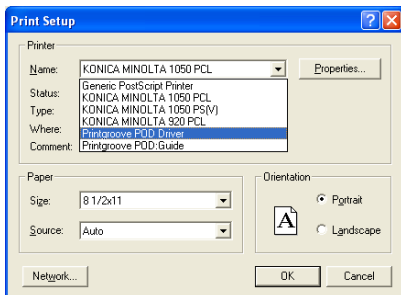 Print Setup
Printer
Name: KONICA MINOLTA 1050 PCL Properties...
Status: Generic PostScript Printer
KONICA MINOLTA 1050 PCL
Type: KONICA MINOLTA 1050 PS(V)
Where: KONICA MINOLTA 920 PCL
Printgroove POD Driver
Comment: Printgroove POD:Guide
Paper Orientation
Size: 8 1/2x11 Portrait
A
Source: Auto Landscape
Network... OK Cancel